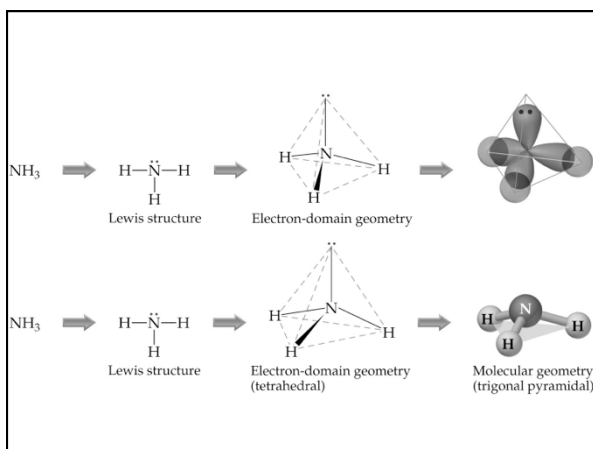 NH3
H—N̈—H
H
Lewis structure
··
H N H
H
Electron-domain geometry
··
NH3
H—N̈—H
H
Lewis structure
··
H N H
H
Electron-domain geometry
(tetrahedral)
H N H
H
Molecular geometry
(trigonal pyramidal)